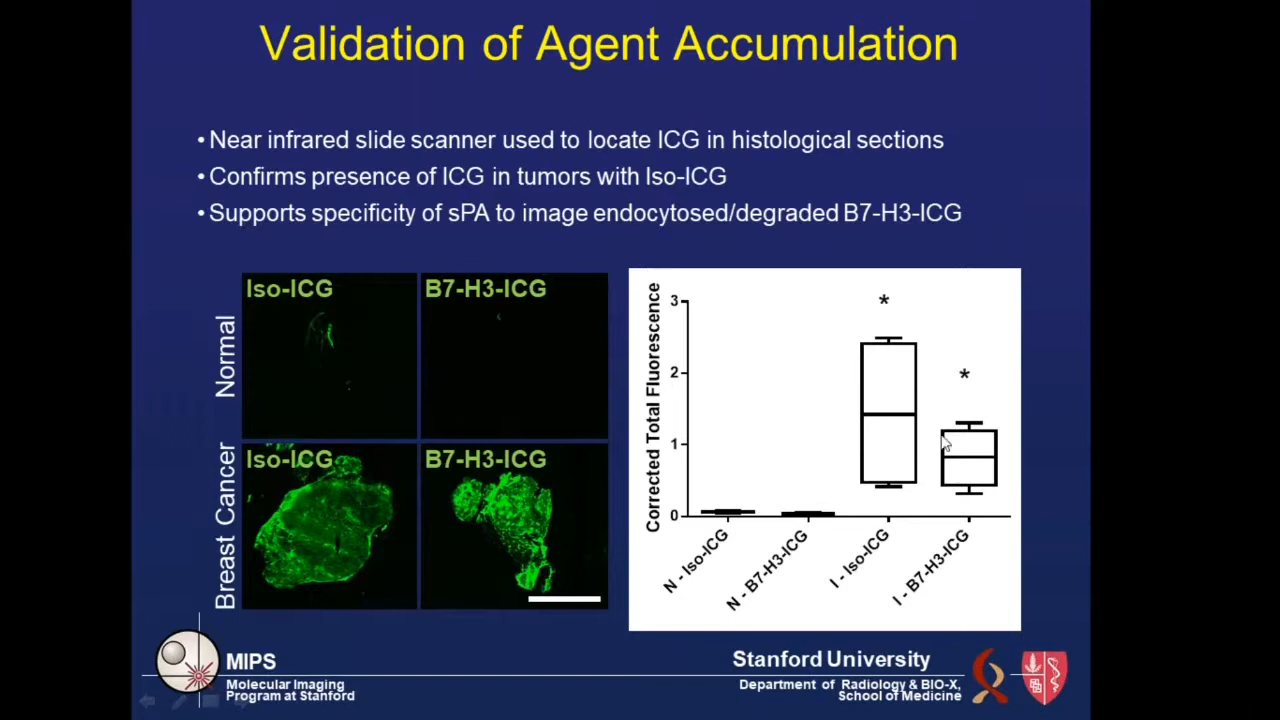 Validation of Agent Accumulation
• Near infrared slide scanner used to locate ICG in histological sections
• Confirms presence of ICG in tumors with Iso-ICG
• Supports specificity of sPA to image endocytosed/degraded B7-H3-ICG
Normal
Iso-ICG
B7-H3-ICG
Breast Cancer
Iso-ICG
B7-H3-ICG
Corrected Total Fluorescence
3
2
1
0
*
*
N - Iso-ICG
N - B7-H3-ICG
I - Iso-ICG
I - B7-H3-ICG
MIPS
Molecular Imaging
Program at Stanford
Stanford University
Department of Radiology & BIO-X,
School of Medicine